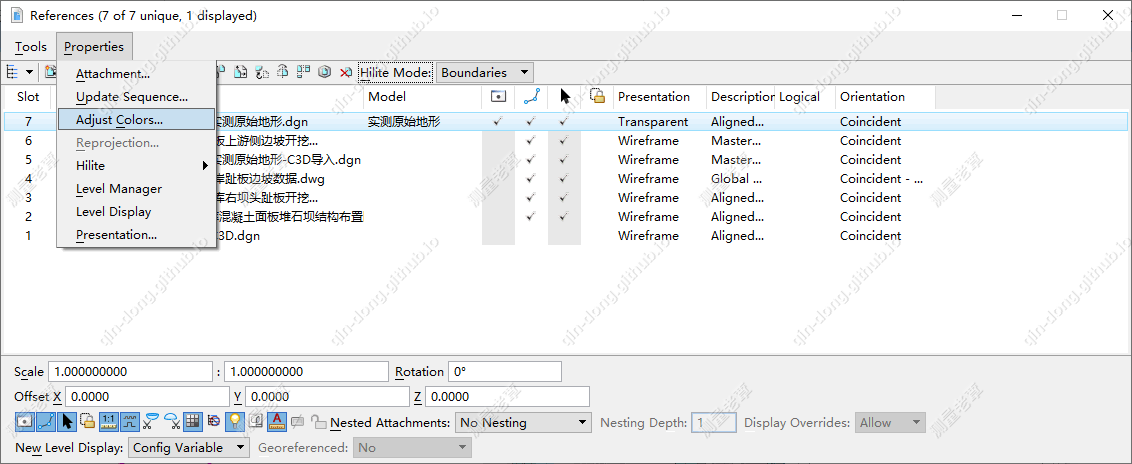 References (7 of 7 unique, 1 displayed)
Tools Properties
Attachment...
Update Sequence...
Adjust Colors...
Reprojection...
Hilite
Level Manager
Level Display
Presentation...
Hilite Mode: Boundaries
Slot Model Presentation Description Logical Orientation
7 实测原始地形.dgn 实测原始地形 Transparent Aligned... Coincident
6 板上游侧边坡开挖... Wireframe Master... Coincident
5 实测原始地形-C3D导入.dgn Wireframe Master... Coincident
4 岸趾板边坡数据.dwg Wireframe Global ... Coincident - ...
3 库右坝头趾板开挖... Wireframe Aligned... Coincident
2 混凝土面板堆石坝结构布置 Wireframe Aligned... Coincident
1 3D.dgn Wireframe Aligned... Coincident
Scale 1.000000000 : 1.000000000 Rotation 0°
Offset X 0.0000 Y 0.0000 Z 0.0000
1:1 Nested Attachments: No Nesting Nesting Depth: 1 Display Overrides: Allow
New Level Display: Config Variable Georeferenced: No
qin-dong.github.io